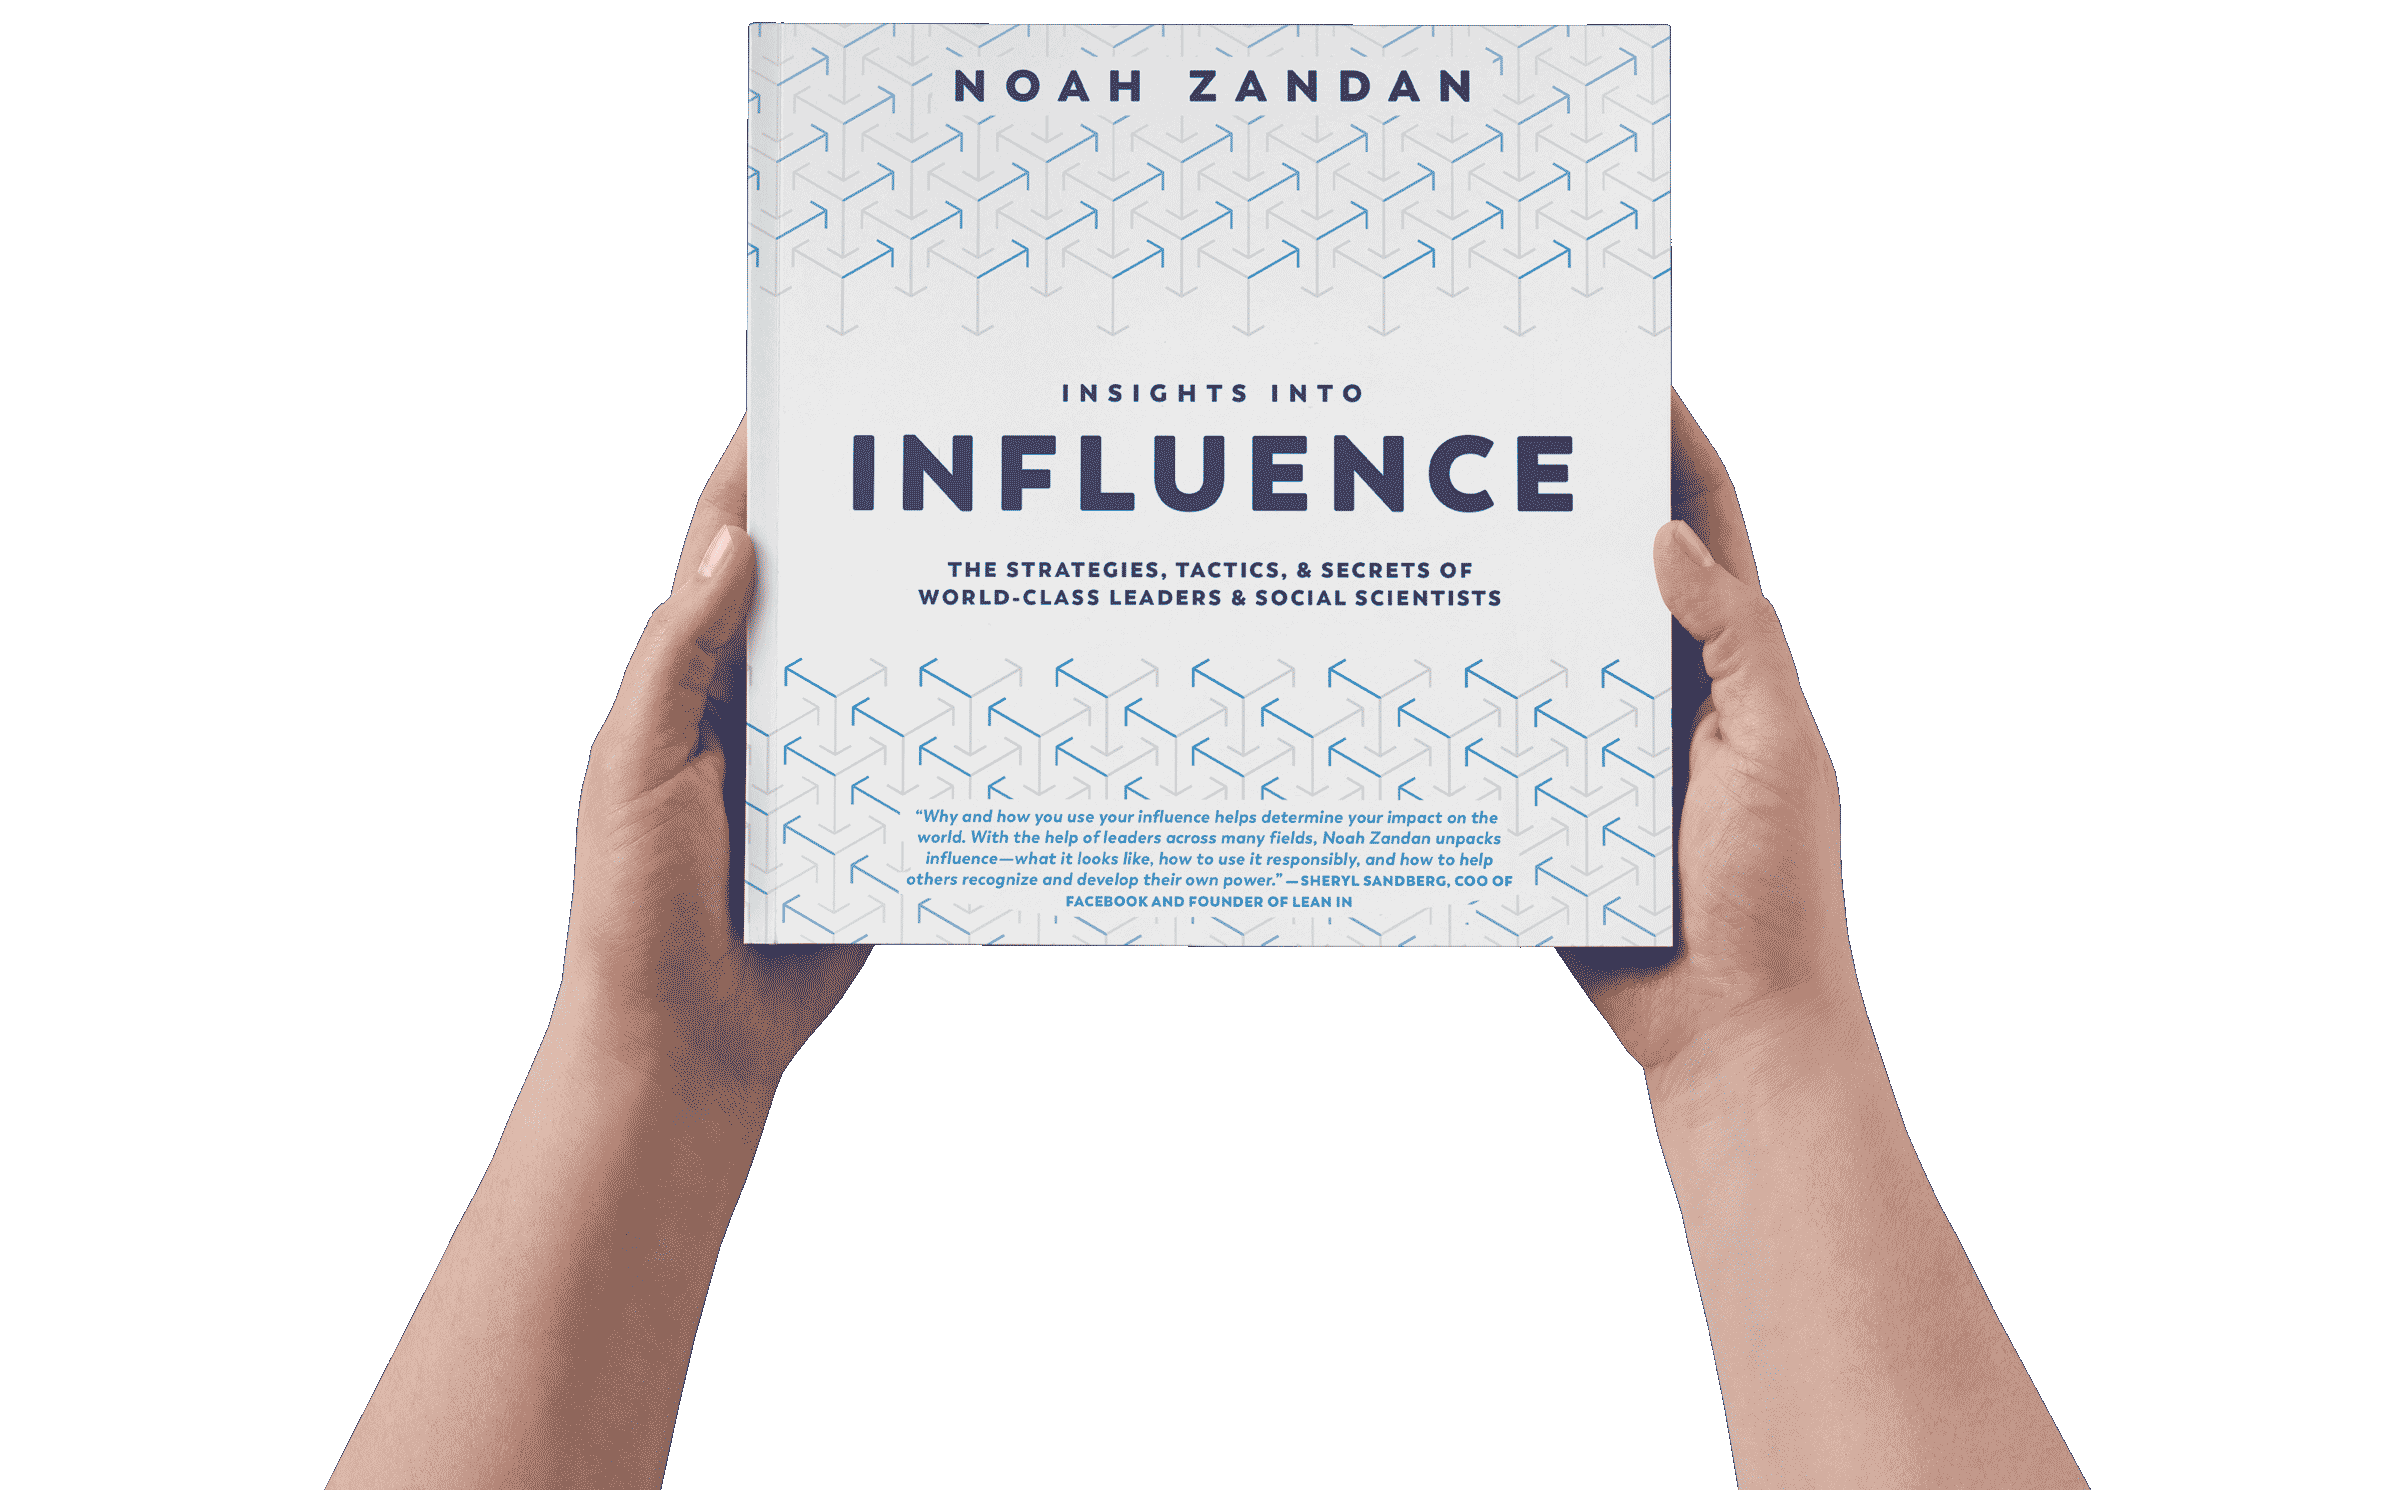 NOAH ZANDAN
INSIGHTS INTO
INFLUENCE
THE STRATEGIES, TACTICS, & SECRETS OF
WORLD-CLASS LEADERS & SOCIAL SCIENTISTS
“Why and how you use your influence helps determine your impact on the
world. With the help of leaders across many fields, Noah Zandan unpacks
influence—what it looks like, how to use it responsibly, and how to help
others recognize and develop their own power.” —SHERYL SANDBERG, COO OF
FACEBOOK AND FOUNDER OF LEAN IN